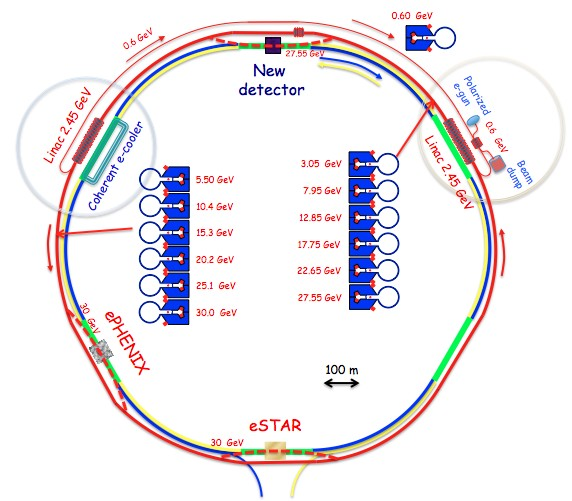 0.60 GeV
0.6 GeV
27.55 GeV
New
detector
Linac 2.45 GeV
Coherent e-cooler
Polarized
e-gun
0.6 GeV
Linac 2.45 GeV
Beam
dump
3.05 GeV
7.95 GeV
12.85 GeV
17.75 GeV
22.65 GeV
27.55 GeV
5.50 GeV
10.4 GeV
15.3 GeV
20.2 GeV
25.1 GeV
30.0 GeV
30 GeV
ePHENIX
100 m
eSTAR
30 GeV